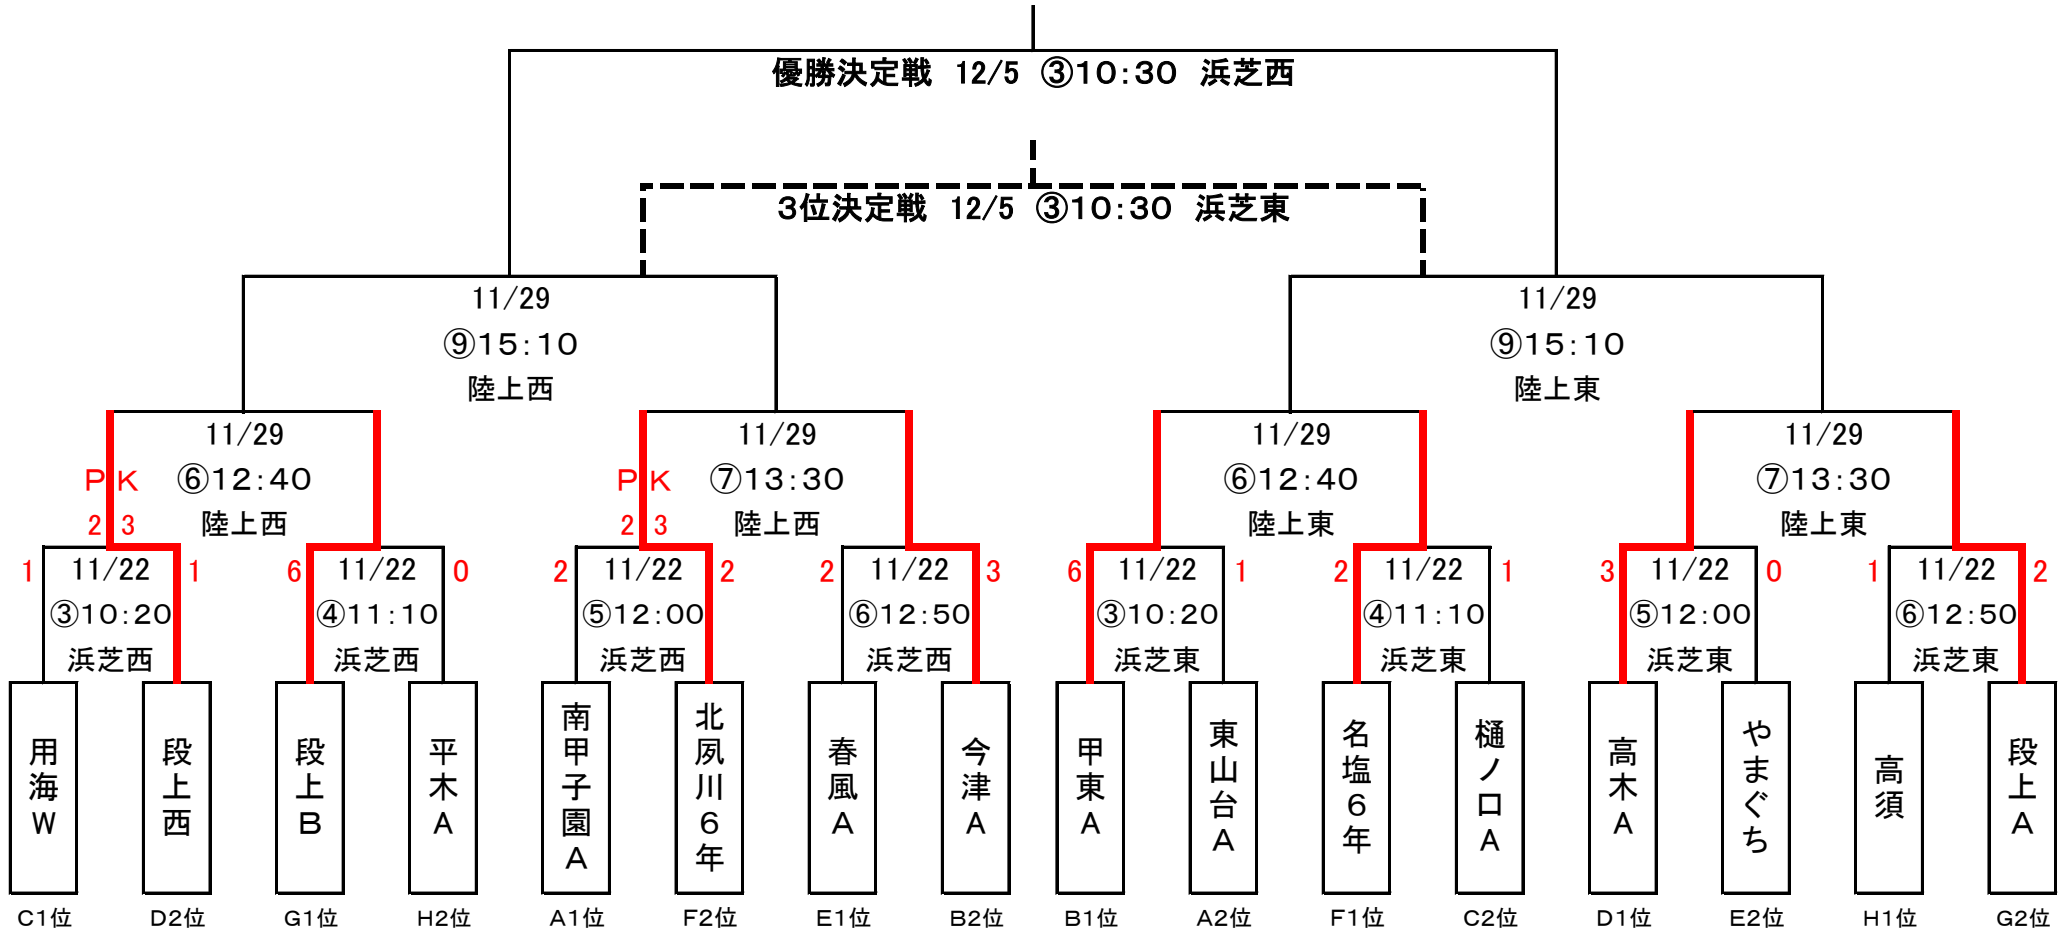 優勝決定戦 12/5 ③10:30 浜芝西
3位決定戦 12/5 ③10:30 浜芝東
11/29
⑨15:10
陸上西
11/29
⑨15:10
陸上東
11/29
⑥12:40
陸上西
PK
2 3
11/29
⑦13:30
陸上西
PK
2 3
11/29
⑥12:40
陸上東
11/29
⑦13:30
陸上東
1 11/22 1
③10:20
浜芝西
6 11/22 0
④11:10
浜芝西
2 11/22 2
⑤12:00
浜芝西
2 11/22 3
⑥12:50
浜芝西
6 11/22 1
③10:20
浜芝東
2 11/22 1
④11:10
浜芝東
3 11/22 0
⑤12:00
浜芝東
1 11/22 2
⑥12:50
浜芝東
用海W
段上西
段上B
平木A
南甲子園A
北夙川6年
春風A
今津A
甲東A
東山台A
名塩6年
樋ノ口A
高木A
やまぐち
高須
段上A
C1位
D2位
G1位
H2位
A1位
F2位
E1位
B2位
B1位
A2位
F1位
C2位
D1位
E2位
H1位
G2位